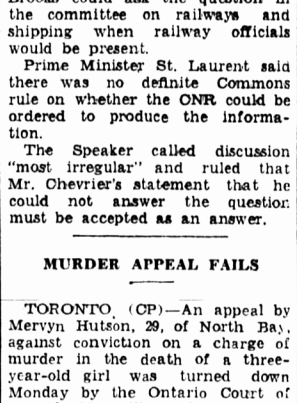 could ask the question in
the committee on railways and
shipping when railway officials
would be present.
Prime Minister St. Laurent said
there was no definite Commons
rule on whether the CNR could be
ordered to produce the informa-
tion.
The Speaker called discussion
"most irregular" and ruled that
Mr. Chevrier's statement that he
could not answer the question
must be accepted as an answer.
MURDER APPEAL FAILS
TORONTO (CP)—An appeal by
Mervyn Hutson, 29, of North Bay,
against conviction on a charge of
murder in the death of a three-
year-old girl was turned down
Monday by the Ontario Court of